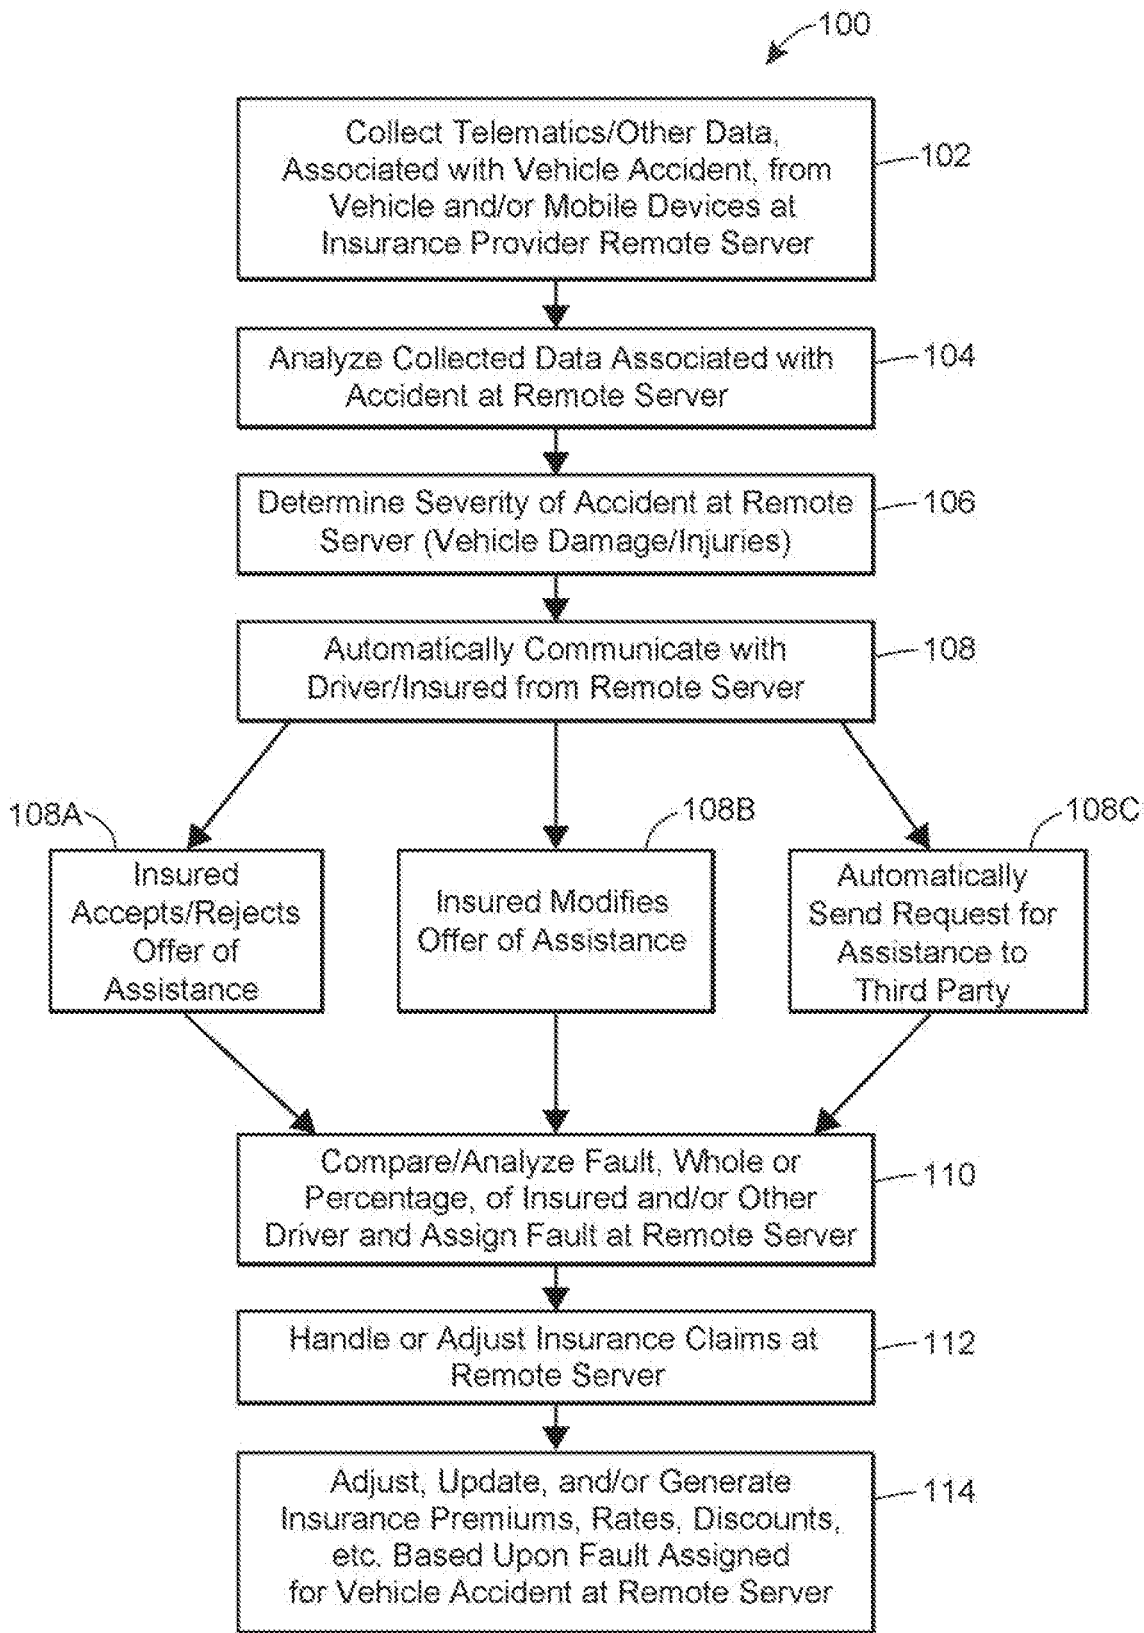 100
Collect Telematics/Other Data,
Associated with Vehicle Accident, from
Vehicle and/or Mobile Devices at
Insurance Provider Remote Server
102
Analyze Collected Data Associated with
Accident at Remote Server
104
Determine Severity of Accident at Remote
Server (Vehicle Damage/Injuries)
106
Automatically Communicate with
Driver/Insured from Remote Server
108
108A
Insured
Accepts/Rejects
Offer of
Assistance
108B
Insured Modifies
Offer of Assistance
108C
Automatically
Send Request for
Assistance to
Third Party
Compare/Analyze Fault, Whole or
Percentage, of Insured and/or Other
Driver and Assign Fault at Remote Server
110
Handle or Adjust Insurance Claims at
Remote Server
112
Adjust, Update, and/or Generate
Insurance Premiums, Rates, Discounts,
etc. Based Upon Fault Assigned
for Vehicle Accident at Remote Server
114